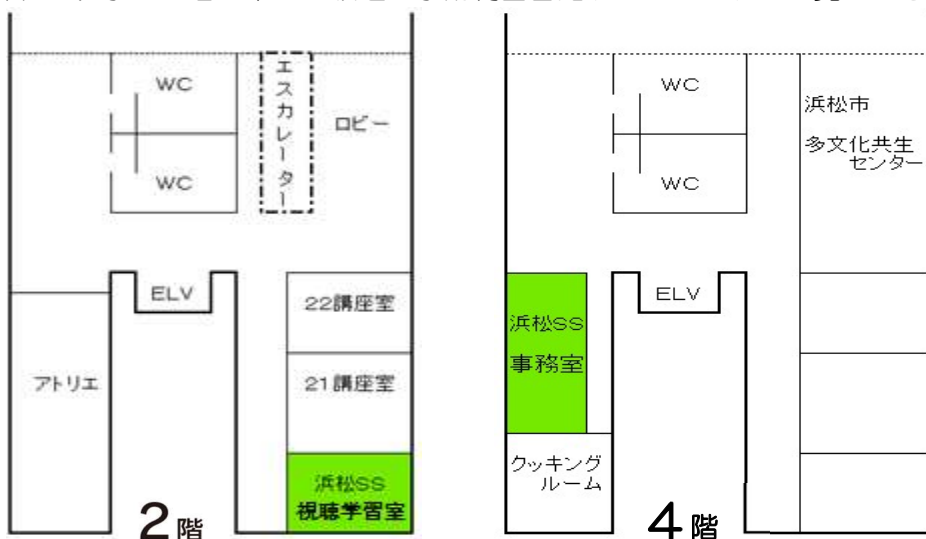 WC
エスカレーター
ロビー
WC
ELV
22講座室
アトリエ
21講座室
浜松SS
視聴学習室
2階
WC
浜松市
多文化共生
センター
WC
ELV
浜松SS
事務室
クッキング
ルーム
4階